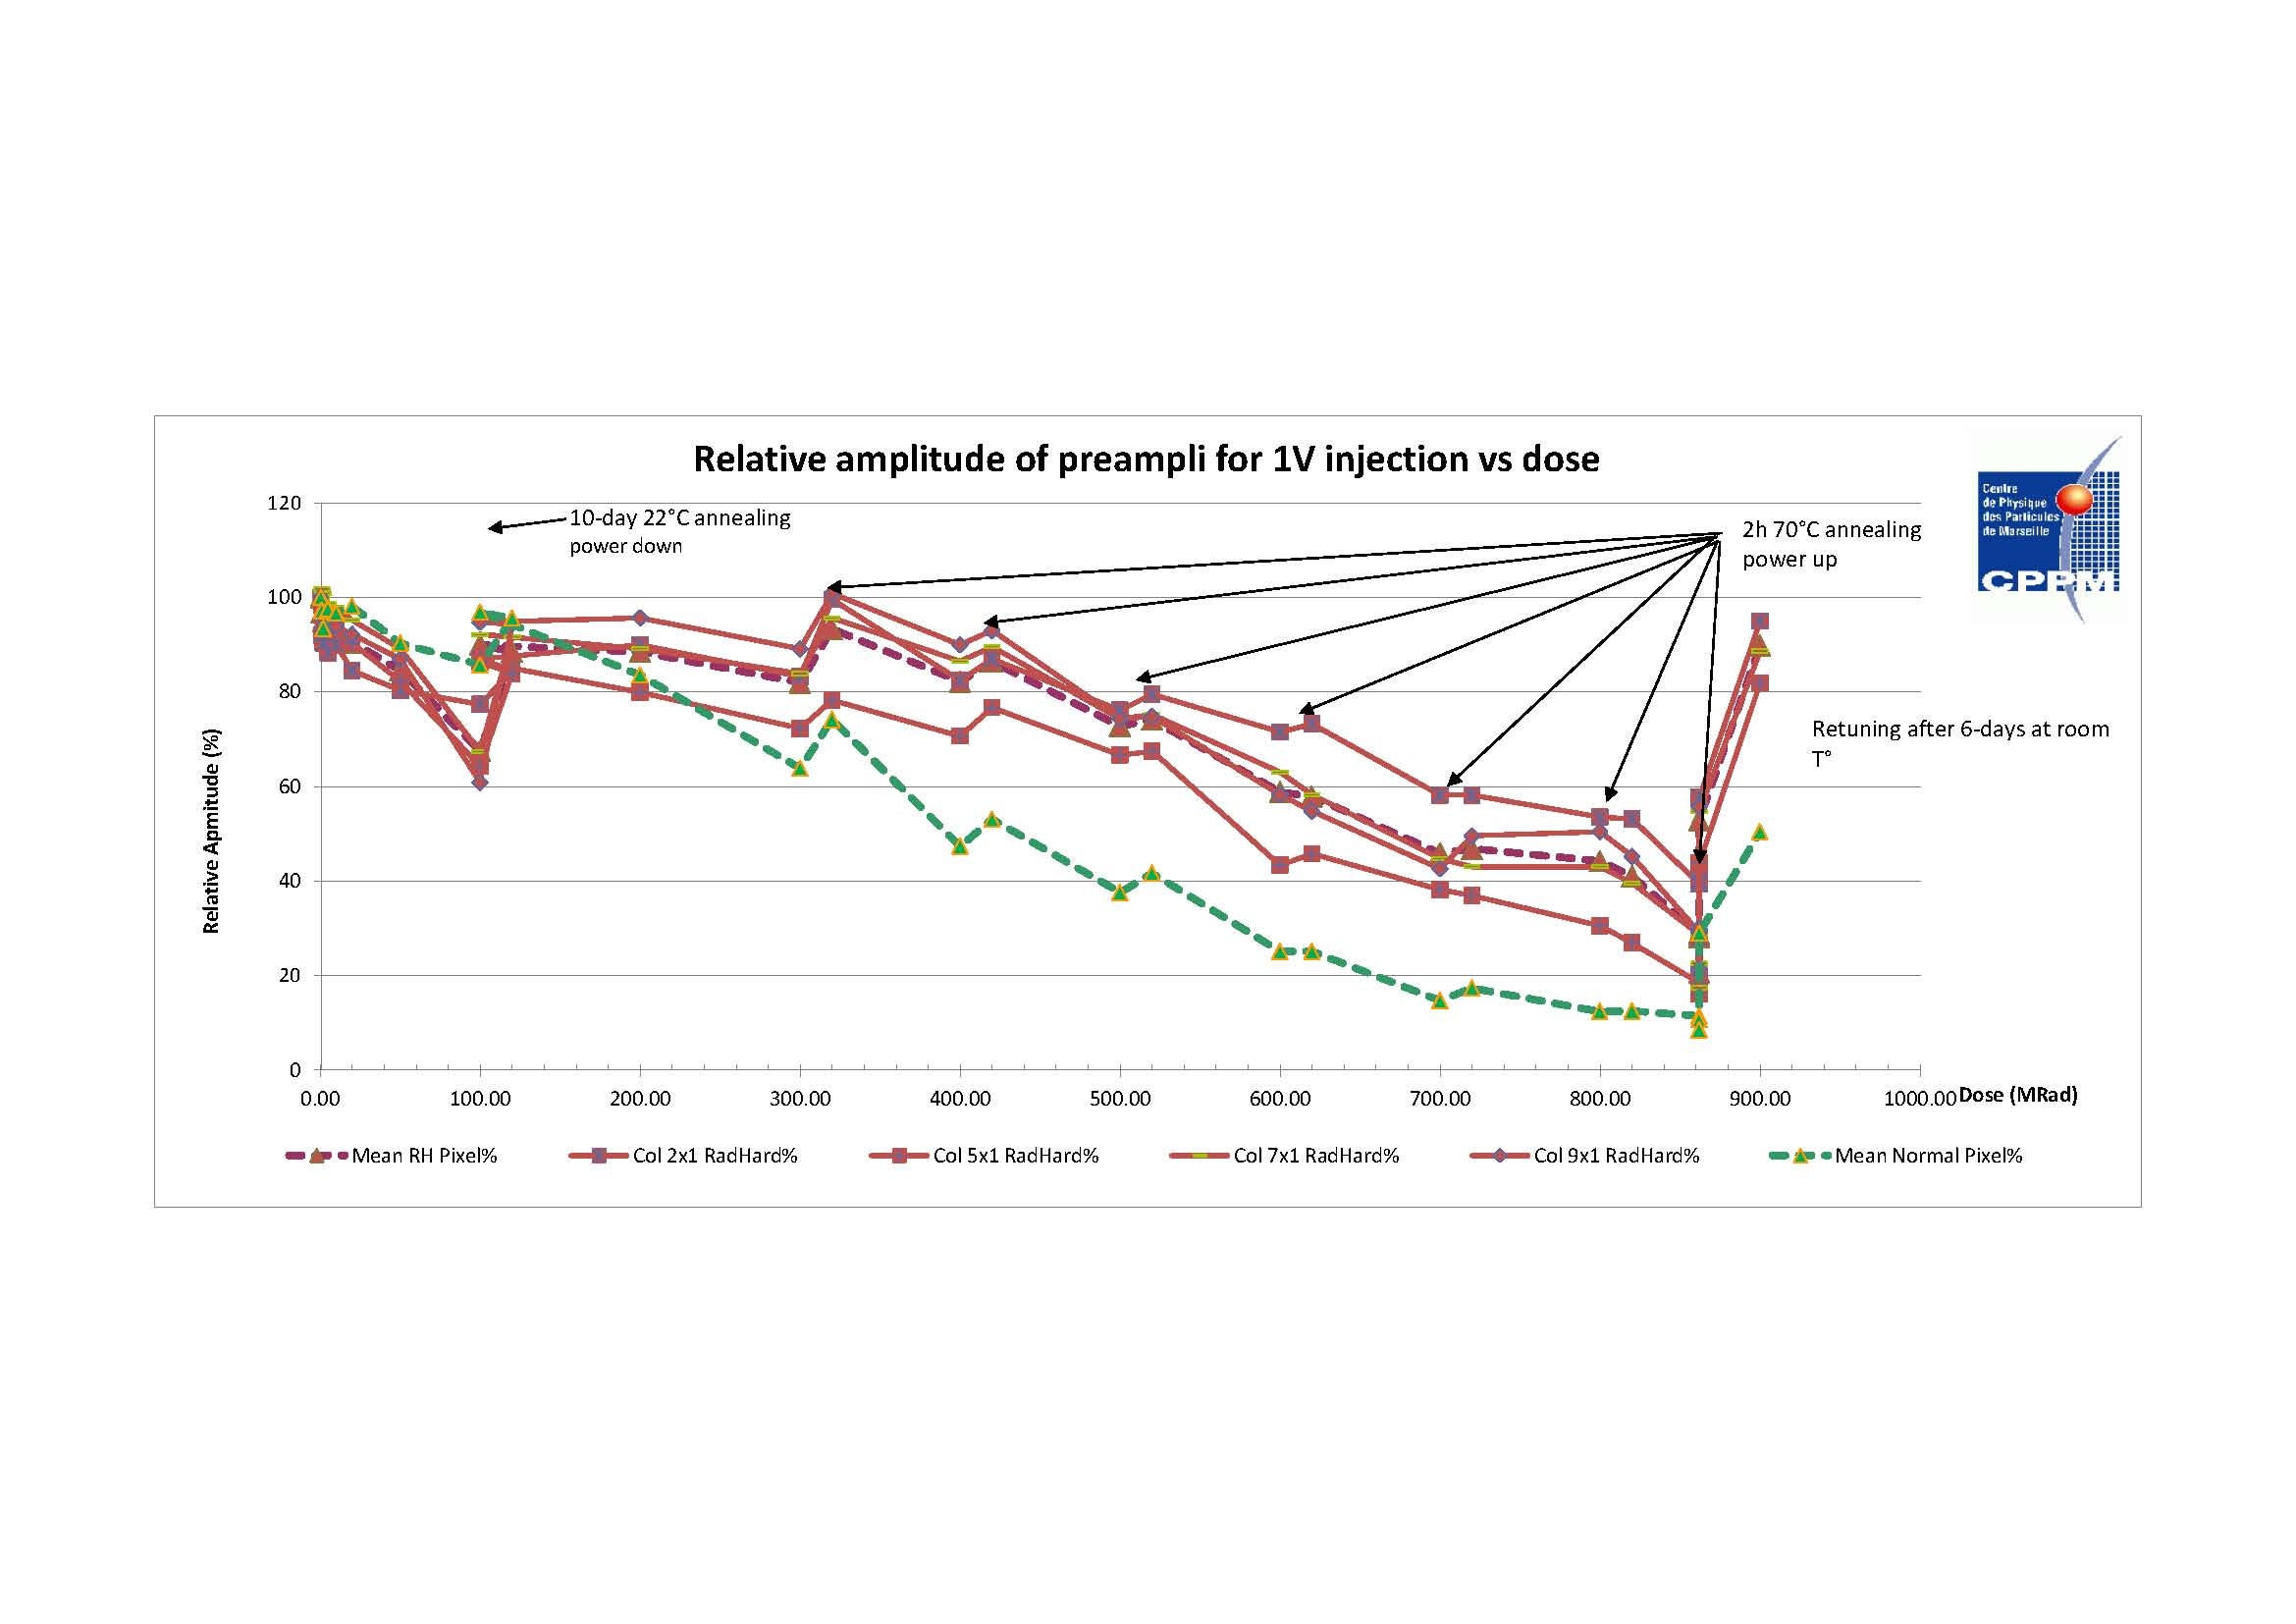 Relative amplitude of preampli for 1V injection vs dose
Centre
de Physique
des Particules
de Marseille
CPPM
120
100
80
60
40
20
0
Relative Apmitude (%)
10-day 22°C annealing
power down
2h 70°C annealing
power up
Retuning after 6-days at room
T°
0.00 100.00 200.00 300.00 400.00 500.00 600.00 700.00 800.00 900.00 1000.00 Dose (MRad)
Mean RH Pixel% Col 2x1 RadHard% Col 5x1 RadHard% Col 7x1 RadHard% Col 9x1 RadHard% Mean Normal Pixel%